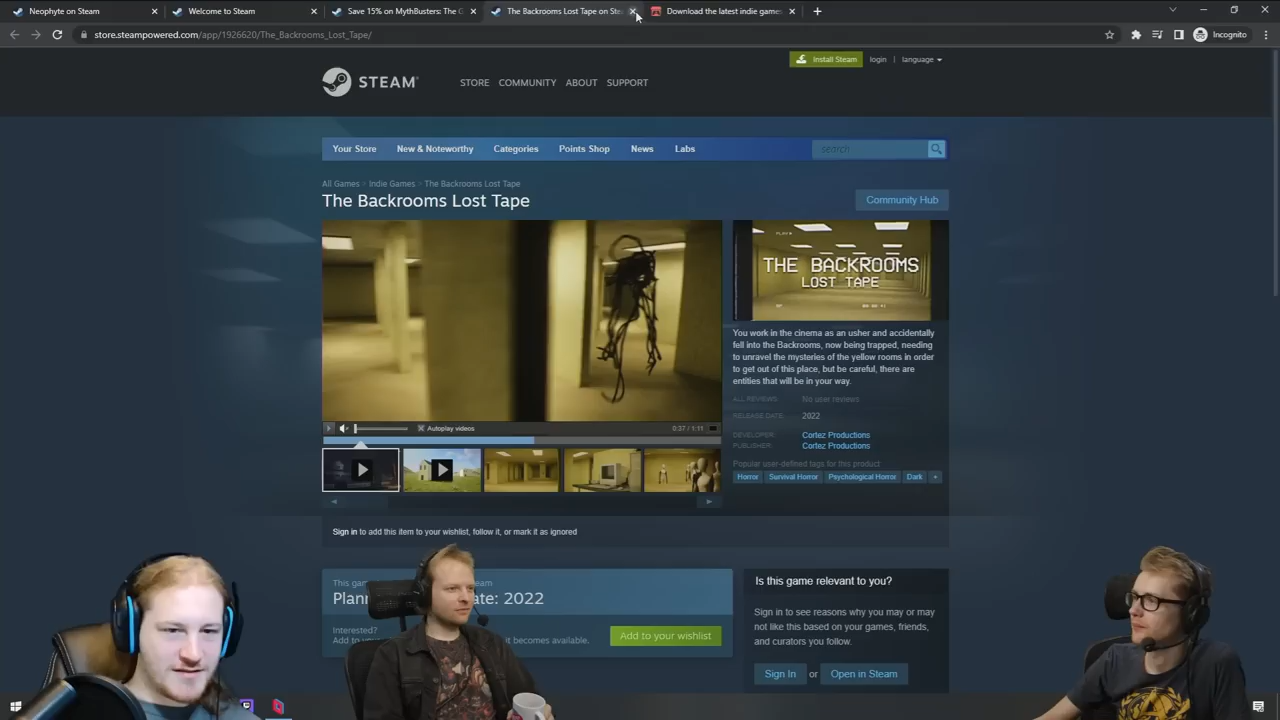 Neophyte on Steam
Welcome to Steam
Save 15% on MythBusters: The G
The Backrooms Lost Tape on Stea
Download the latest indie games
store.steampowered.com/app/1926620/The_Backrooms_Lost_Tape/
Incognito
Install Steam
login
language
STEAM
STORE
COMMUNITY
ABOUT
SUPPORT
Your Store
New & Noteworthy
Categories
Points Shop
News
Labs
search
All Games > Indie Games > The Backrooms Lost Tape
The Backrooms Lost Tape
Community Hub
PLAY
THE BACKROOMS
LOST TAPE
You work in the cinema as an usher and accidentally
fell into the Backrooms, now being trapped, needing
to unravel the mysteries of the yellow rooms in order
to get out of this place, but be careful, there are
entities that will be in your way.
ALL REVIEWS: No user reviews
RELEASE DATE: 2022
DEVELOPER: Cortez Productions
PUBLISHER: Cortez Productions
Popular user-defined tags for this product
Horror
Survival Horror
Psychological Horror
Dark
+
Autoplay videos
0:37 / 1:11
Sign in to add this item to your wishlist, follow it, or mark it as ignored
This gam
eam
Plann
ate: 2022
Interested?
Add to you
it becomes available.
Add to your wishlist
Is this game relevant to you?
Sign in to see reasons why you may or may
not like this based on your games, friends,
and curators you follow.
Sign In or Open in Steam